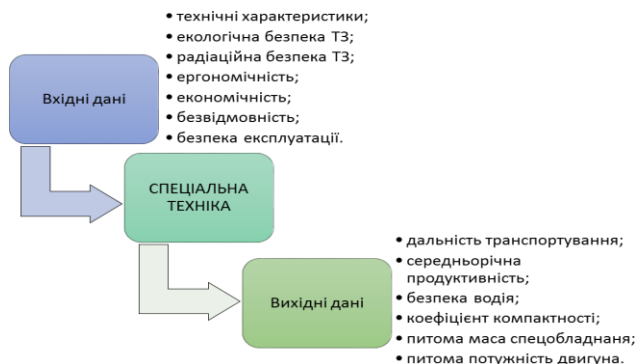 • технічні характеристики;
• екологічна безпека ТЗ;
• радіаційна безпека ТЗ;
• ергономічність;
• економічність;
• безвідмовність;
• безпека експлуатації.
Вхідні дані
СПЕЦІАЛЬНА
ТЕХНІКА
• дальність транспортування;
• середньорічна
продуктивність;
• безпека водія;
• коефіцієнт компактності;
• питома маса спецобладнаня;
• питома потужність двигуна.
Вихідні дані